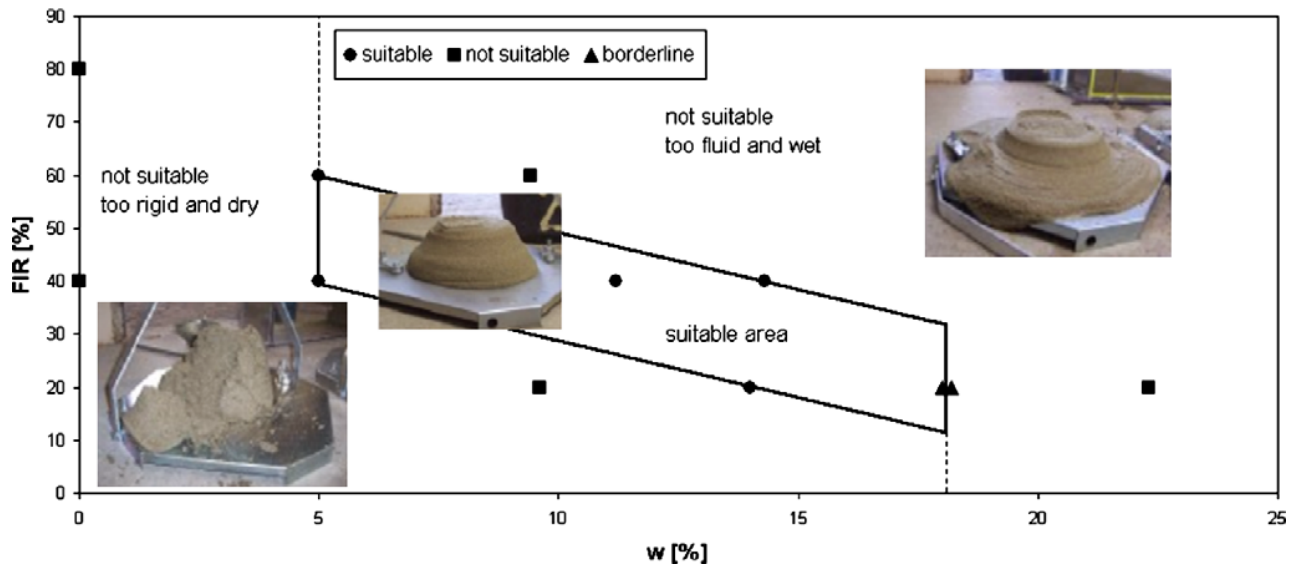 90
80
70
60
50
40
30
20
10
0
FIR [%]
suitable not suitable borderline
not suitable
too rigid and dry
not suitable
too fluid and wet
suitable area
0 5 10 15 20 25
w [%]